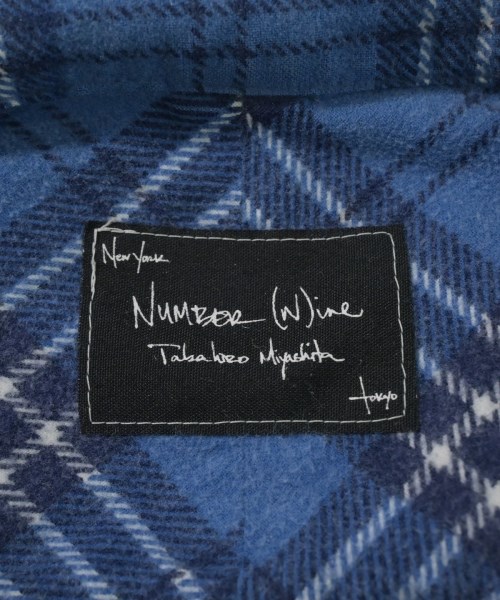 New York
NUMBER (N)ine
Takahiro Miyashita
tokyo